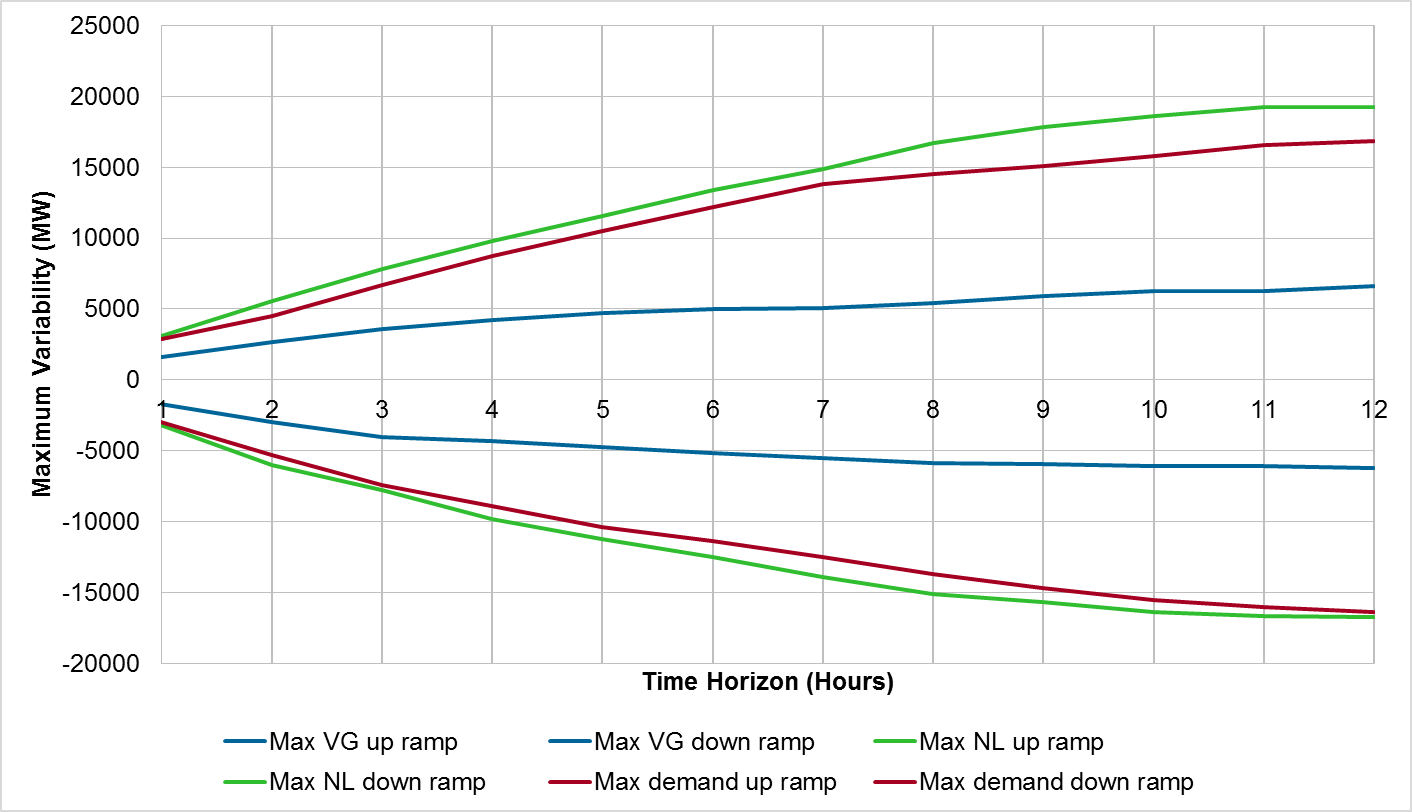 25000
20000
15000
10000
5000
0
-5000
-10000
-15000
-20000
Maximum Variability (MW)
1 2 3 4 5 6 7 8 9 10 11 12
Time Horizon (Hours)
Max VG up ramp Max VG down ramp Max NL up ramp
Max NL down ramp Max demand up ramp Max demand down ramp